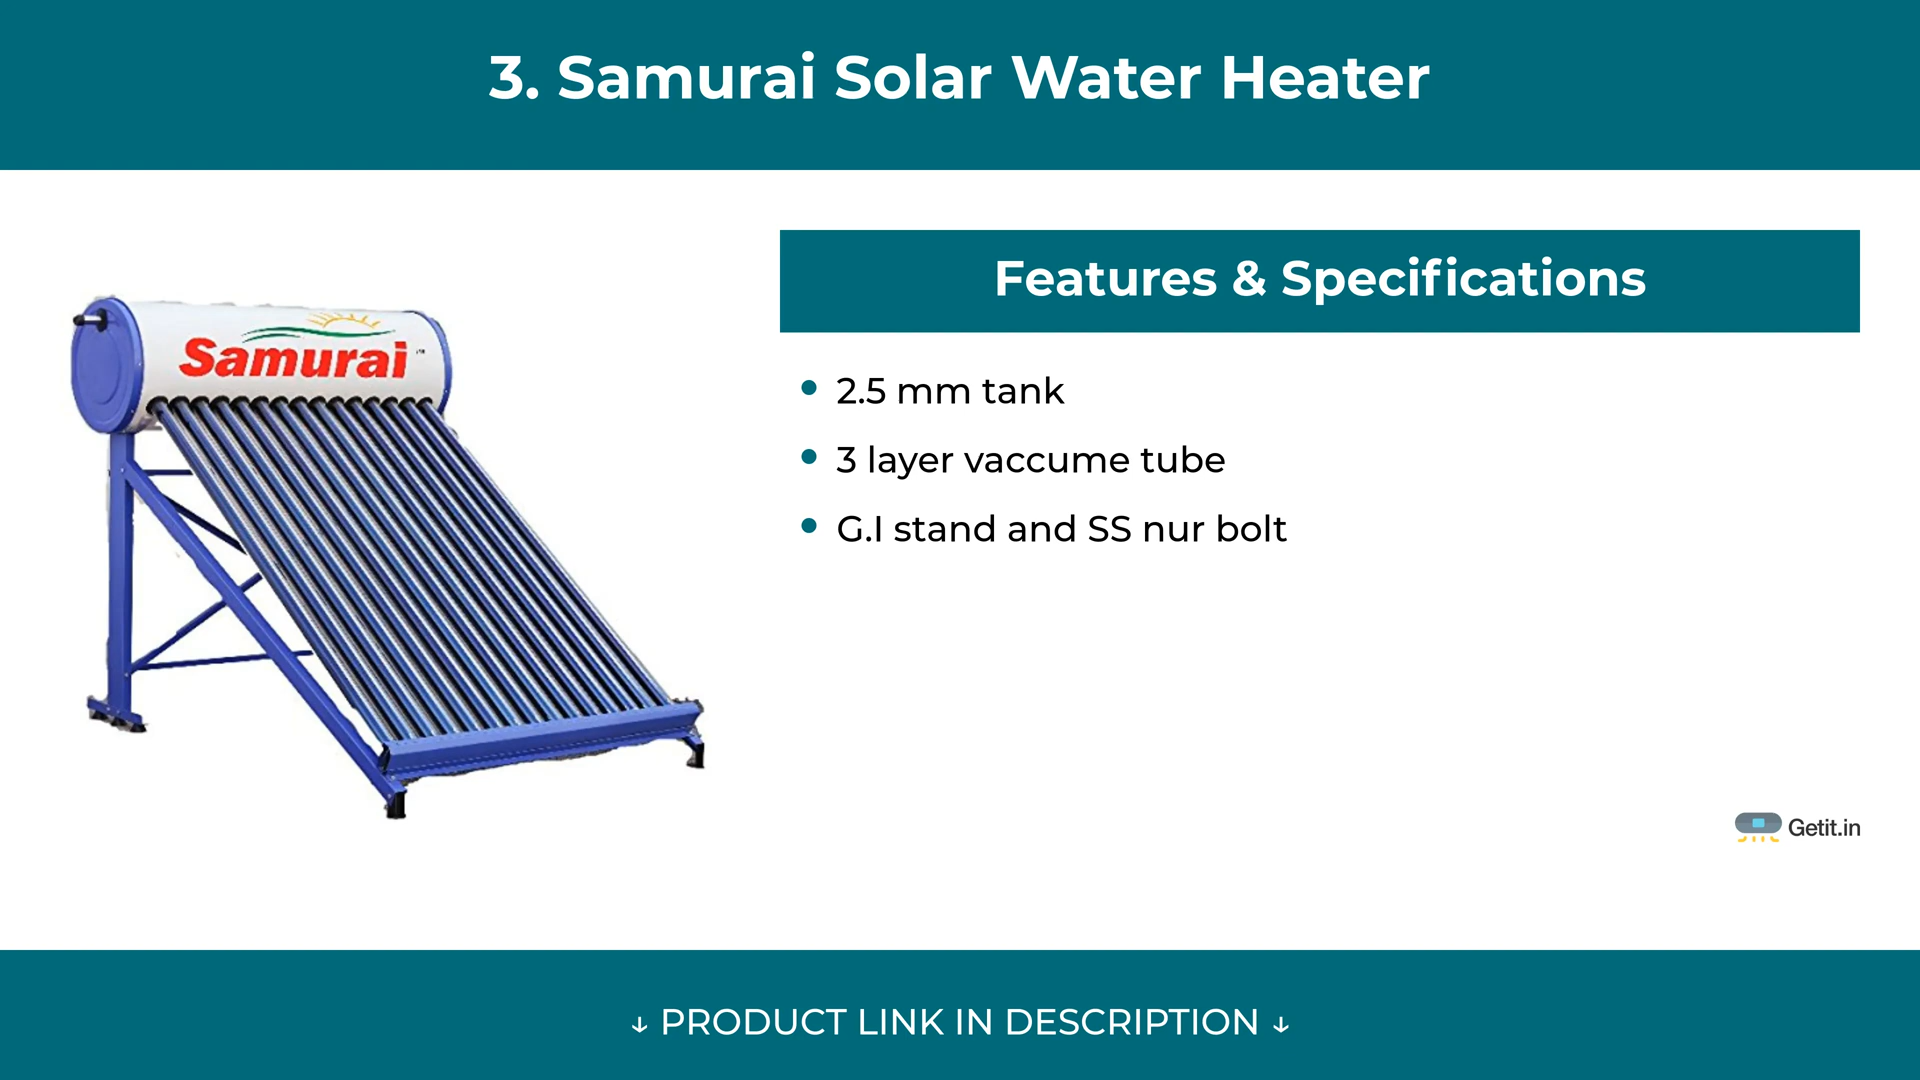 3. Samurai Solar Water Heater
Features & Specifications
Samurai™
• 2.5 mm tank
• 3 layer vaccume tube
• G.I stand and SS nur bolt
Getit.in
↓ PRODUCT LINK IN DESCRIPTION ↓